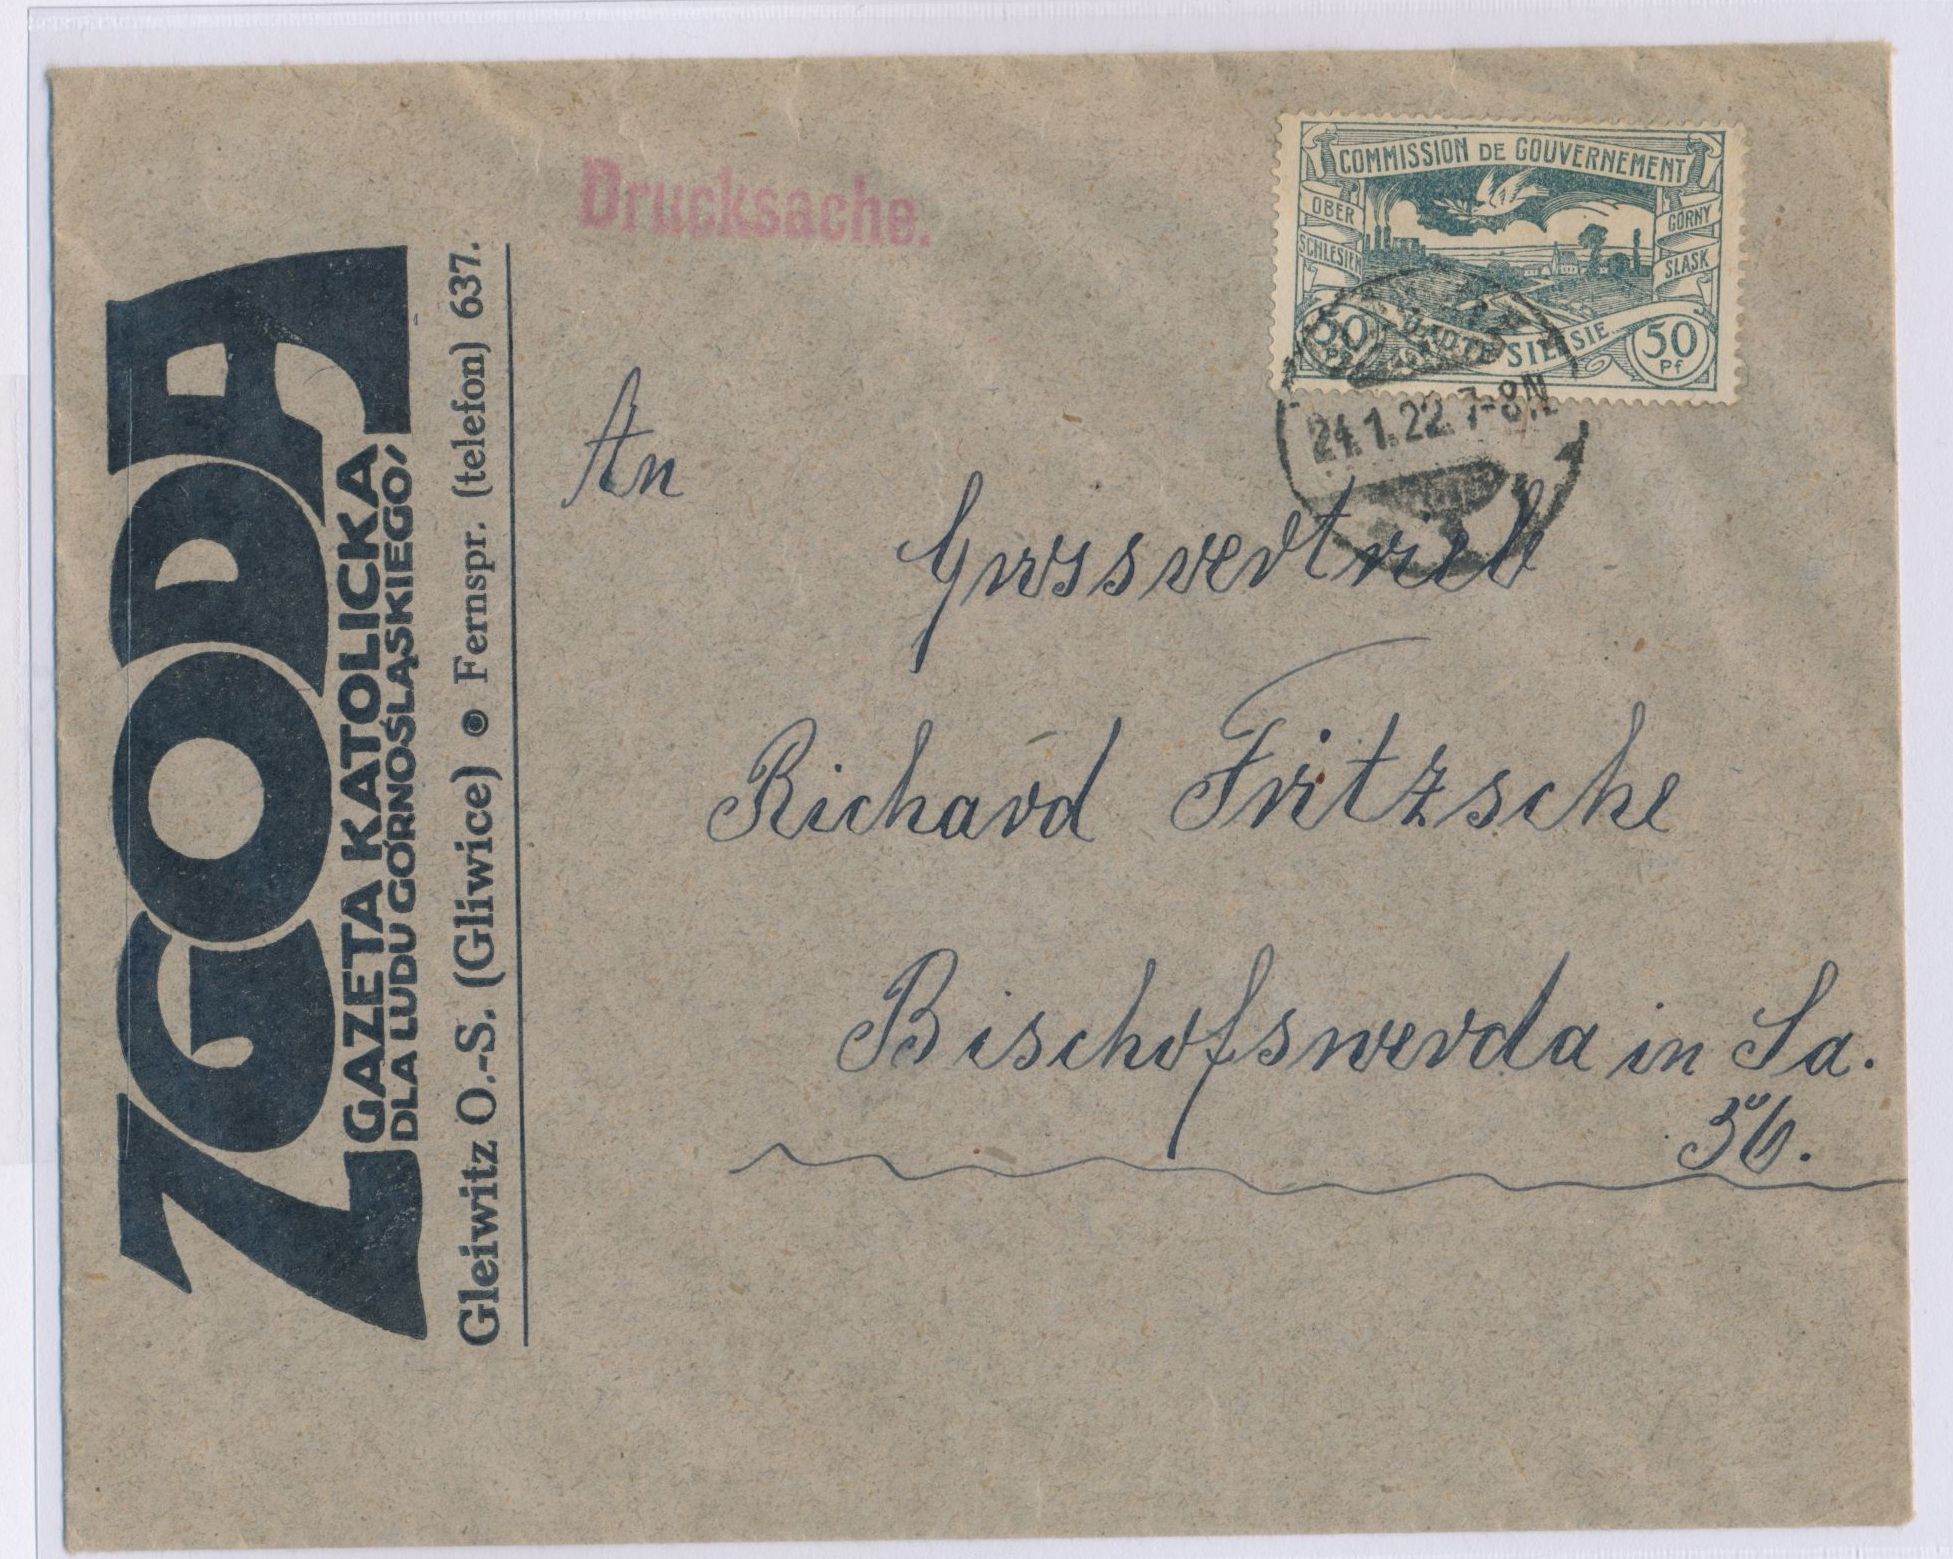 ZGODA
GAZETA KATOLICKA
DLA LUDU GÓRNOŚLĄSKIEGO,
Gleiwitz O.-S. (Gliwice) Fernspr. (telefon) 637.
Drucksache.
COMMISSION DE GOUVERNEMENT
OBER SCHLESIEN
GORNY SLASK
HAUTE SILESIE
50 Pf
50 Pf
24.1.22. 7-8N
An
Richard Fritzsche
Bischofswerda in Sa.
36.